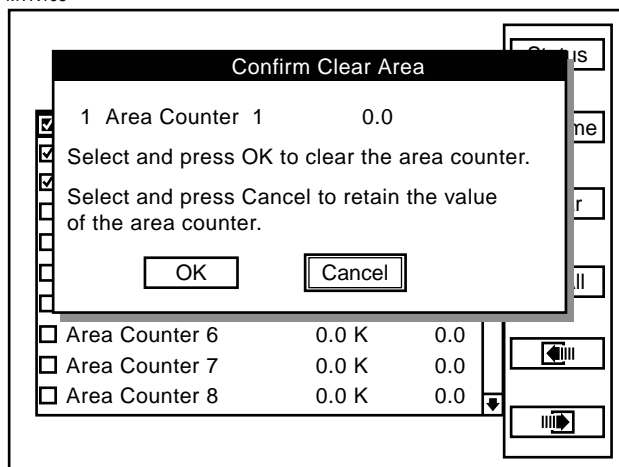 Confirm Clear Area
1 Area Counter 1 0.0
Select and press OK to clear the area counter.
Select and press Cancel to retain the value
of the area counter.
OK Cancel
Area Counter 6 0.0 K 0.0
Area Counter 7 0.0 K 0.0
Area Counter 8 0.0 K 0.0